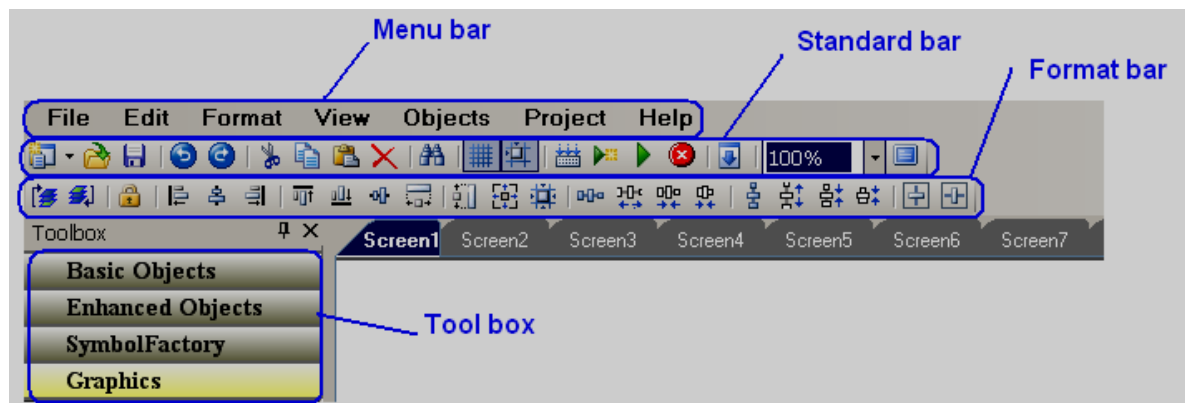 Menu bar
Standard bar
Format bar
File Edit Format View Objects Project Help
100%
Toolbox
Screen1 Screen2 Screen3 Screen4 Screen5 Screen6 Screen7
Basic Objects
Enhanced Objects
SymbolFactory
Graphics
Tool box